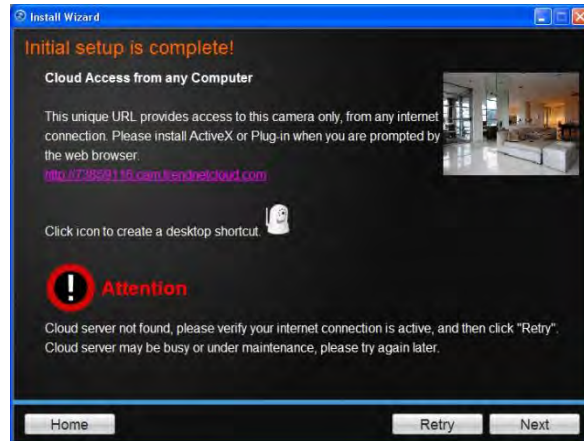 Install Wizard
Initial setup is complete!
Cloud Access from any Computer
This unique URL provides access to this camera only, from any internet
connection. Please install ActiveX or Plug-in when you are prompted by
the web browser.
http://73859116.cam.trendnetcloud.com
Click icon to create a desktop shortcut.
Attention
Cloud server not found, please verify your internet connection is active, and then click "Retry".
Cloud server may be busy or under maintenance, please try again later.
Home
Retry
Next